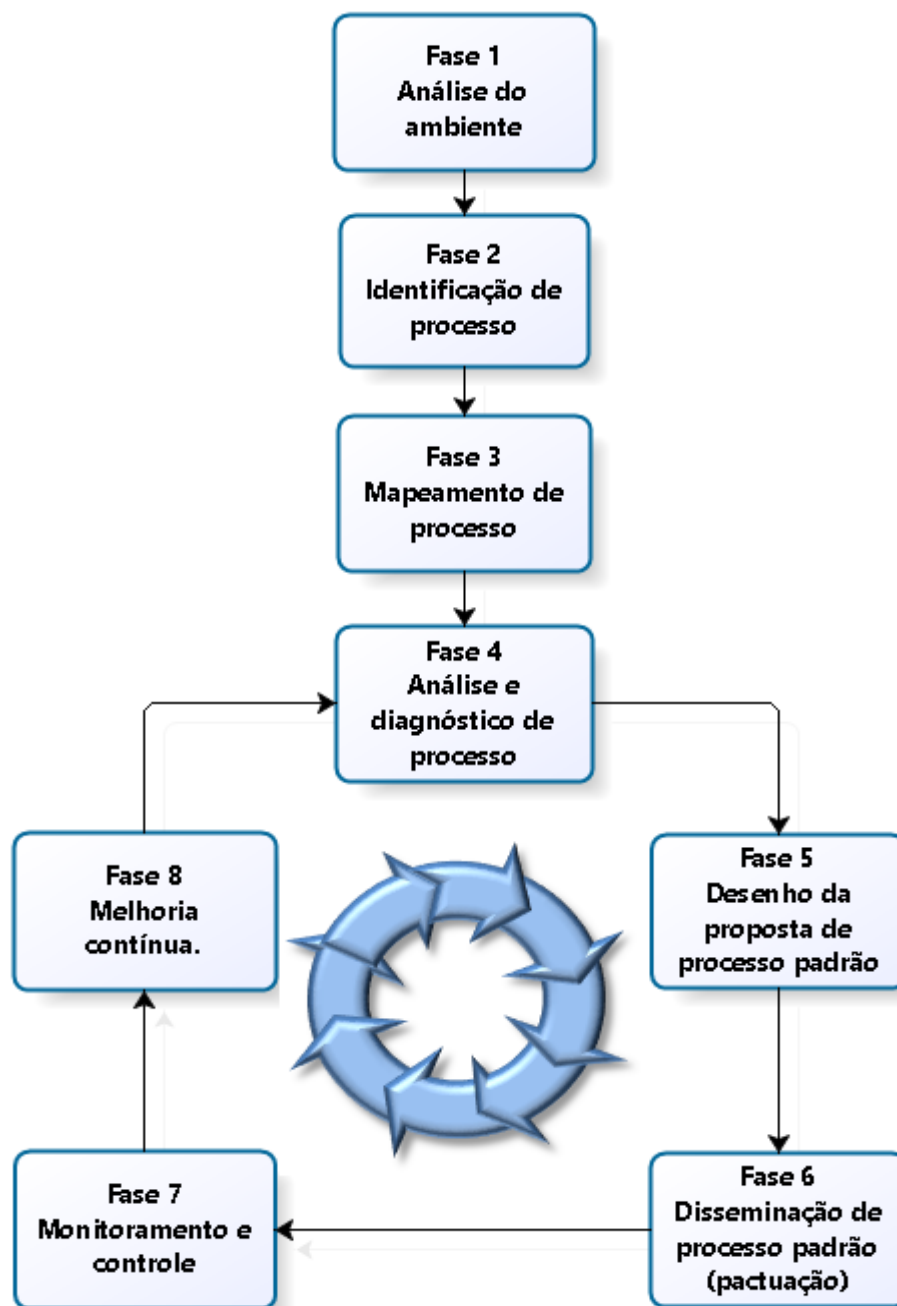 Fase 1
Análise do
ambiente
Fase 2
Identificação de
processo
Fase 3
Mapeamento de
processo
Fase 4
Análise e
diagnóstico de
processo
Fase 5
Desenho da
proposta de
processo padrão
Fase 6
Disseminação de
processo padrão
(pactuação)
Fase 7
Monitoramento e
controle
Fase 8
Melhoria
contínua.